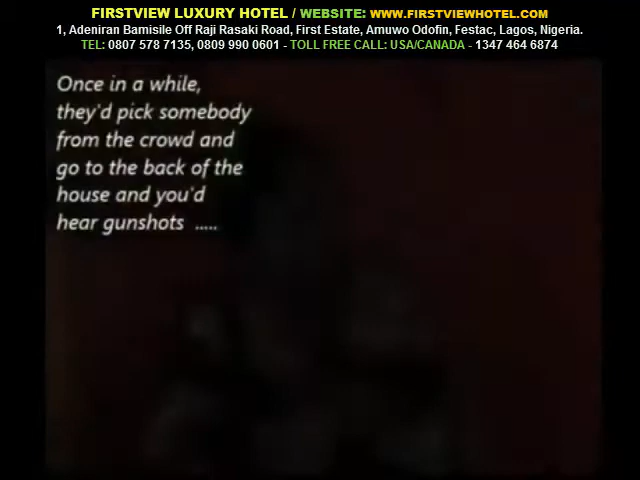 FIRSTVIEW LUXURY HOTEL / WEBSITE: WWW.FIRSTVIEWHOTEL.COM
1, Adeniran Bamisile Off Raji Rasaki Road, First Estate, Amuwo Odofin, Festac, Lagos, Nigeria.
TEL: 0807 578 7135, 0809 990 0601 - TOLL FREE CALL: USA/CANADA - 1347 464 6874
Once in a while,
they'd pick somebody
from the crowd and
go to the back of the
house and you'd
hear gunshots .....